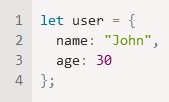 1 let user = {
2   name: "John",
3   age: 30
4 };